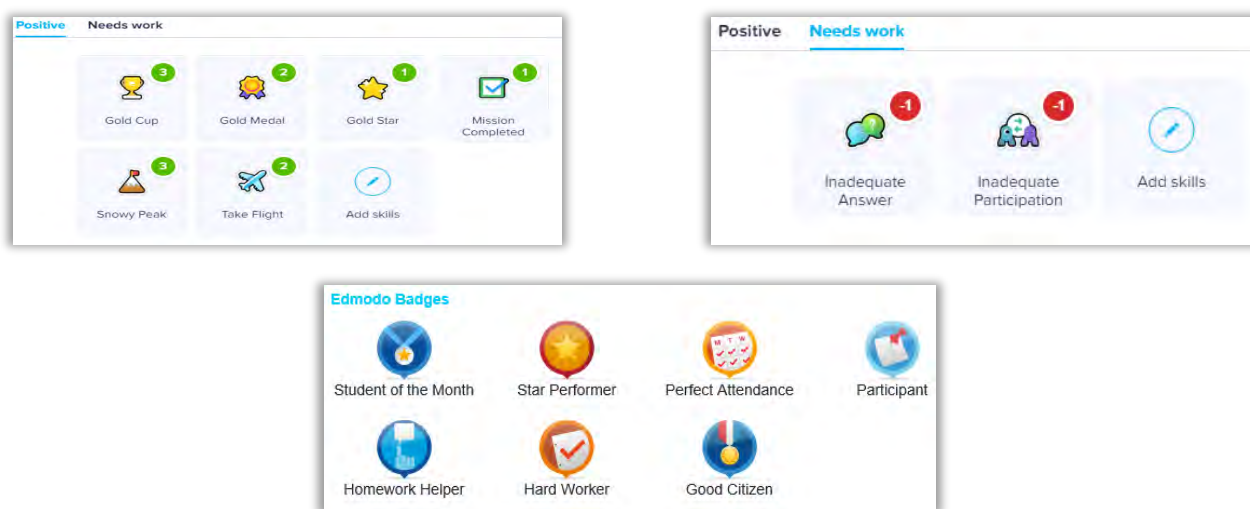 Positive Needs work
3 2 1 1
Gold Cup Gold Medal Gold Star Mission
Completed
3 2
Snowy Peak Take Flight Add skills
Positive Needs work
-1 -1
Inadequate Inadequate Add skills
Answer Participation
Edmodo Badges
M T W
Student of the Month Star Performer Perfect Attendance Participant
Homework Helper Hard Worker Good Citizen